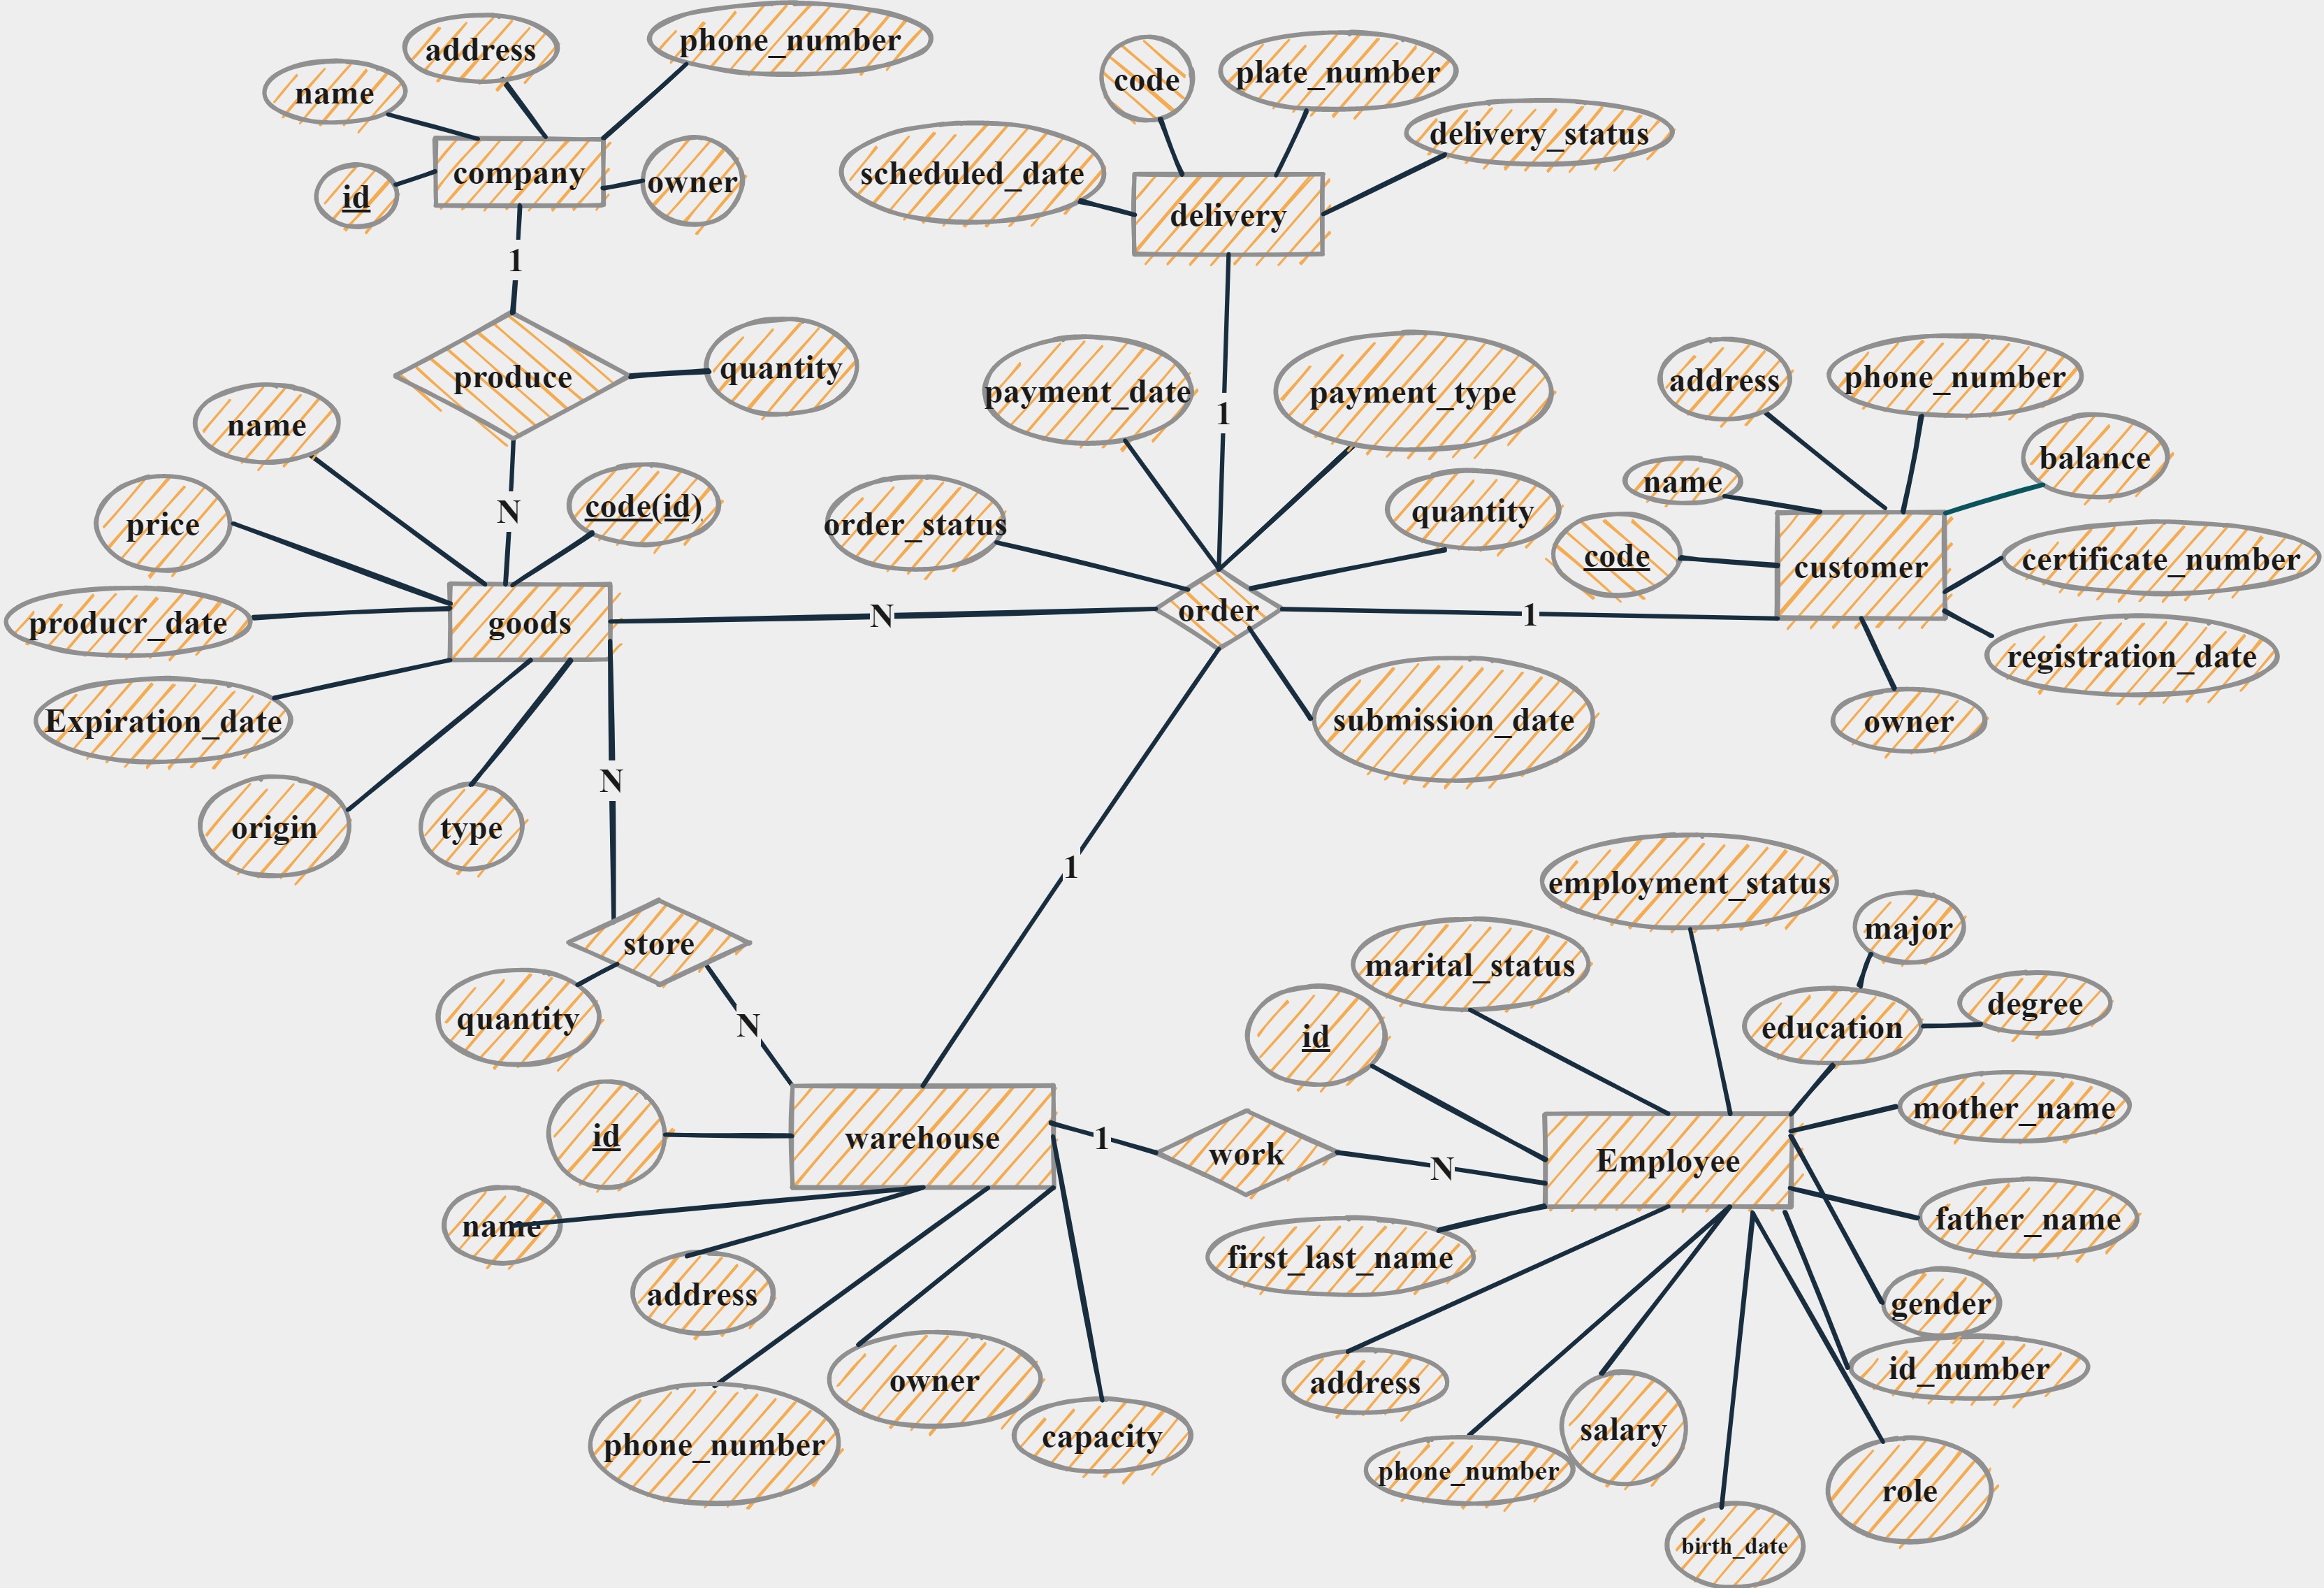 address
phone_number
name
company
id
owner
1
produce
quantity
N
code
plate_number
delivery_status
scheduled_date
delivery
1
name
price
code(id)
producr_date
goods
Expiration_date
origin
type
payment_date
payment_type
order_status
quantity
N
order
1
submission_date
address
phone_number
balance
name
code
customer
certificate_number
registration_date
owner
N
store
quantity
N
1
id
warehouse
name
address
phone_number
owner
capacity
1
work
N
employment_status
marital_status
major
id
education
degree
mother_name
Employee
father_name
first_last_name
gender
id_number
address
phone_number
salary
role
birth_date